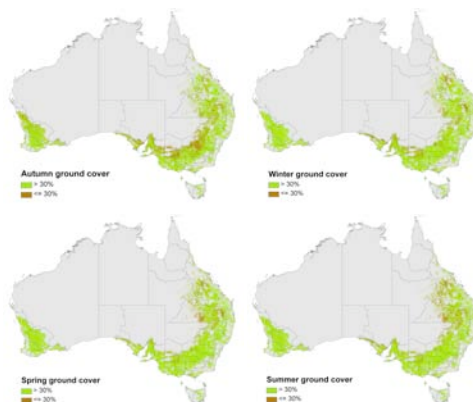 Autumn ground cover
> 30%
<= 30%
Winter ground cover
> 30%
<= 30%
Spring ground cover
> 30%
<= 30%
Summer ground cover
> 30%
<= 30%